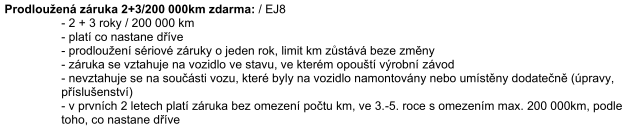 Prodloužená záruka 2+3/200 000km zdarma: / EJ8
- 2 + 3 roky / 200 000 km
- platí co nastane dříve
- prodloužení sériové záruky o jeden rok, limit km zůstává beze změny
- záruka se vztahuje na vozidlo ve stavu, ve kterém opouští výrobní závod
- nevztahuje se na součásti vozu, které byly na vozidlo namontovány nebo umístěny dodatečně (úpravy,
příslušenství)
- v prvních 2 letech platí záruka bez omezení počtu km, ve 3.-5. roce s omezením max. 200 000km, podle
toho, co nastane dříve